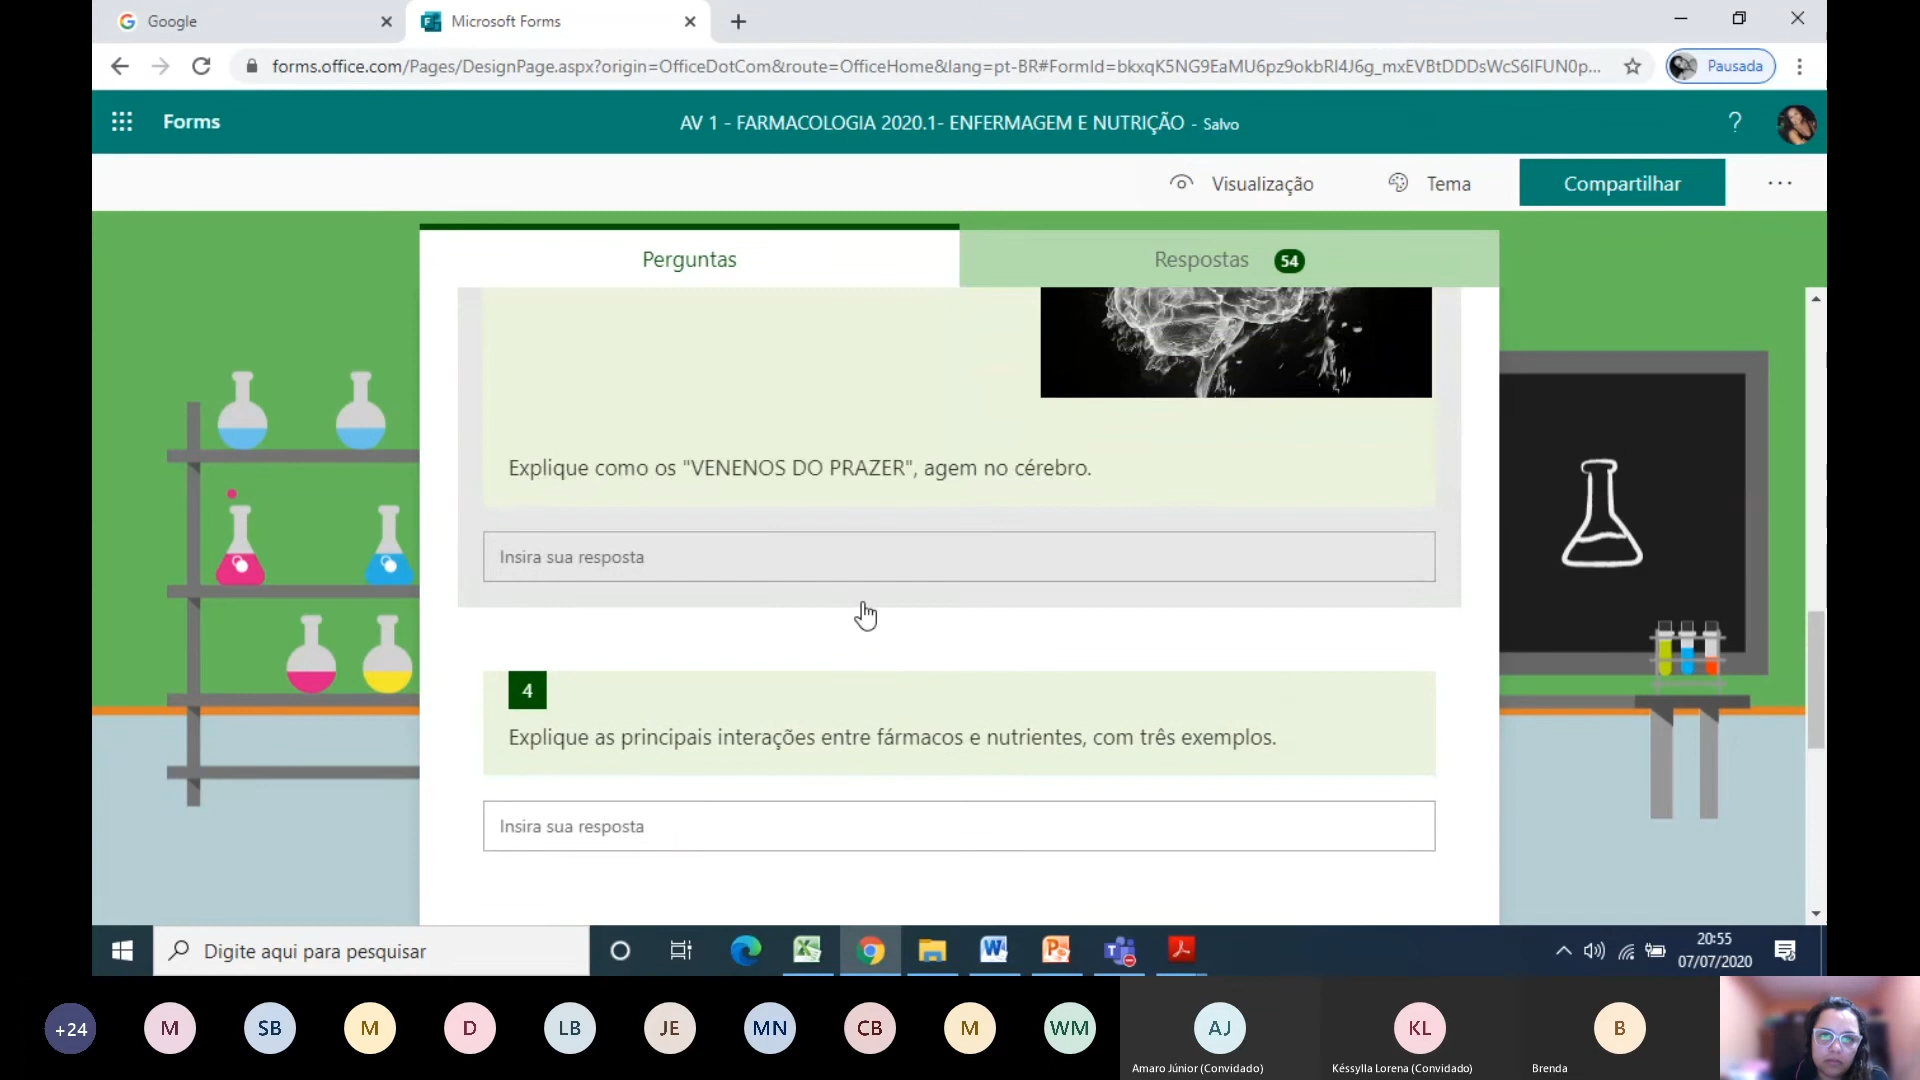 Google
Microsoft Forms
forms.office.com/Pages/DesignPage.aspx?origin=OfficeDotCom&route=OfficeHome&lang=pt-BR#FormId=bkxqK5NG9EaMU6pz9okbRl4J6g_mxEVBtDDDsWcS6lFUN0p...
Pausada
Forms
AV 1 - FARMACOLOGIA 2020.1- ENFERMAGEM E NUTRIÇÃO - Salvo
?
Visualização
Tema
Compartilhar
Perguntas
Respostas 54
Explique como os "VENENOS DO PRAZER", agem no cérebro.
Insira sua resposta
4
Explique as principais interações entre fármacos e nutrientes, com três exemplos.
Insira sua resposta
Digite aqui para pesquisar
20:55
07/07/2020
+24
M
SB
M
D
LB
JE
MN
CB
M
WM
AJ
KL
B
Amaro Júnior (Convidado)
Késsylla Lorena (Convidado)
Brenda